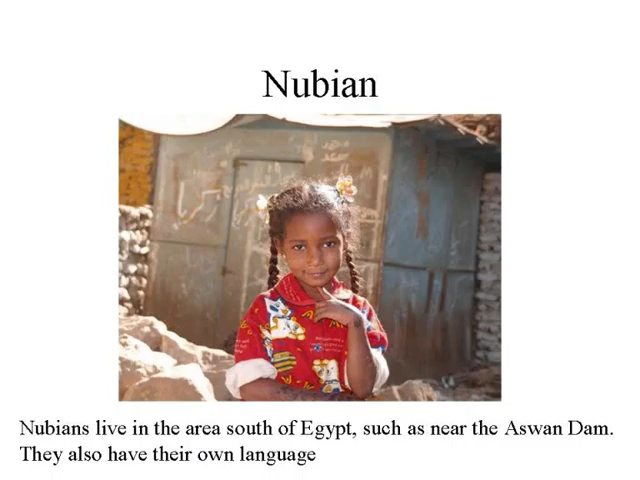 Nubian
Nubians live in the area south of Egypt, such as near the Aswan Dam.
They also have their own language